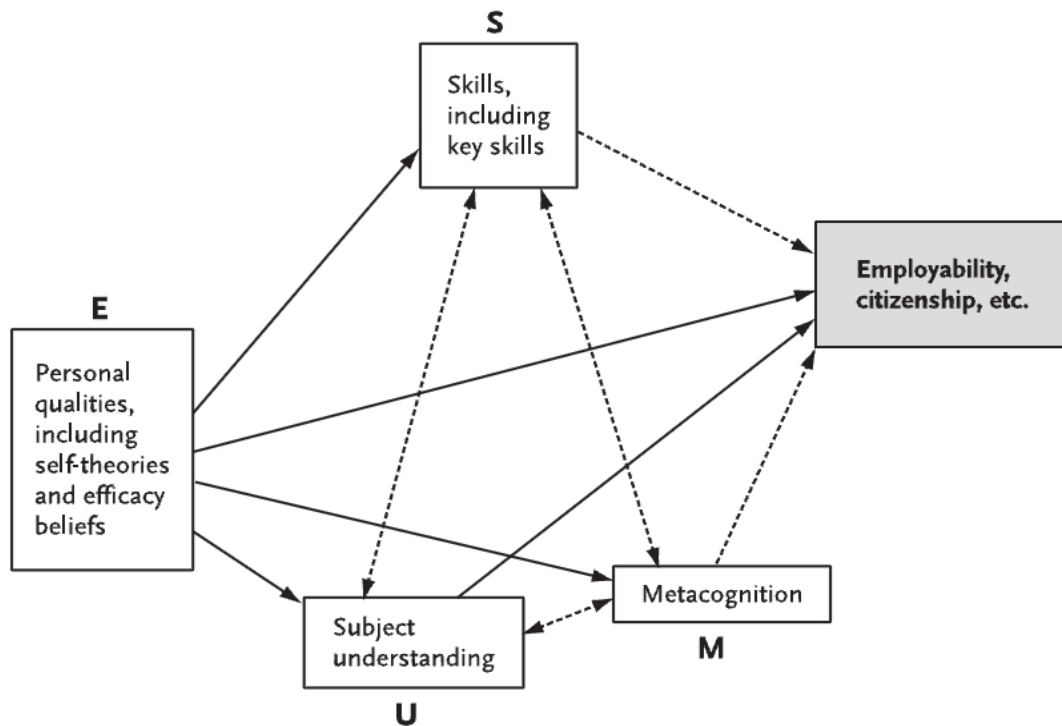 S
Skills,
including
key skills
Employability,
citizenship, etc.
E
Personal
qualities,
including
self-theories
and efficacy
beliefs
Metacognition
M
Subject
understanding
U